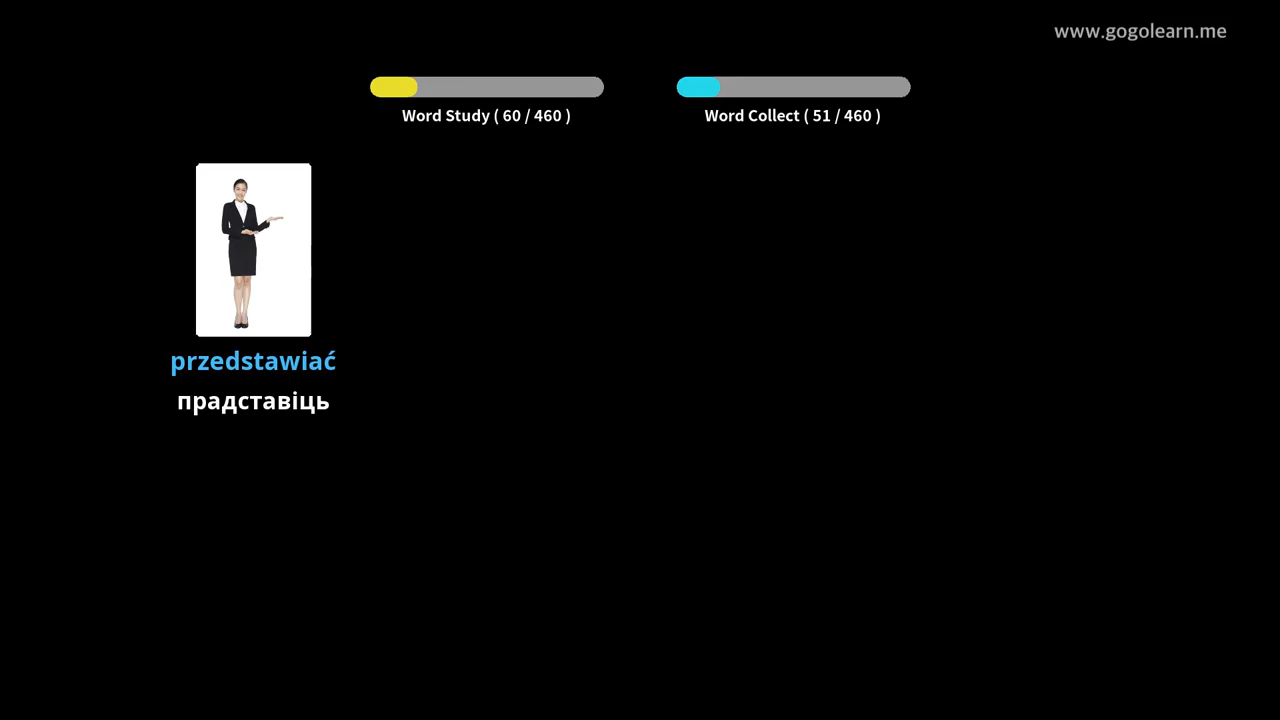 www.gogolearn.me
Word Study ( 60 / 460 )
Word Collect ( 51 / 460 )
przedstawiać
прадставіць